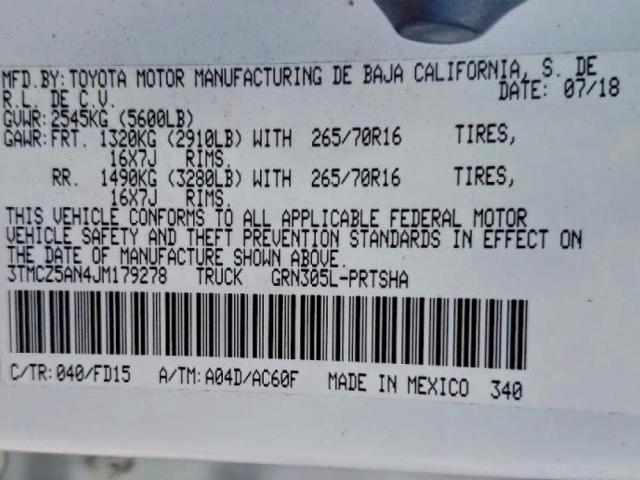 MFD.BY:TOYOTA MOTOR MANUFACTURING DE BAJA CALIFORNIA, S. DE
R.L. DE C.V. DATE: 07/18
GVWR:2545KG (5600LB)
GAWR:FRT. 1320KG (2910LB) WITH 265/70R16 TIRES,
16X7J RIMS.
RR. 1490KG (3280LB) WITH 265/70R16 TIRES,
16X7J RIMS.
THIS VEHICLE CONFORMS TO ALL APPLICABLE FEDERAL MOTOR
VEHICLE SAFETY AND THEFT PREVENTION STANDARDS IN EFFECT ON
THE DATE OF MANUFACTURE SHOWN ABOVE.
3TMCZ5AN4JM179278 TRUCK GRN305L-PRTSHA
C/TR:040/FD15 A/TM:A04D/AC60F MADE IN MEXICO 340